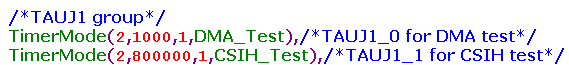 /*TAUJ1 group*/
TimerMode(2,1000,1,DMA_Test),/*TAUJ1_0 for DMA test*/
TimerMode(2,800000,1,CSIH_Test),/*TAUJ1_1 for CSIH test*/